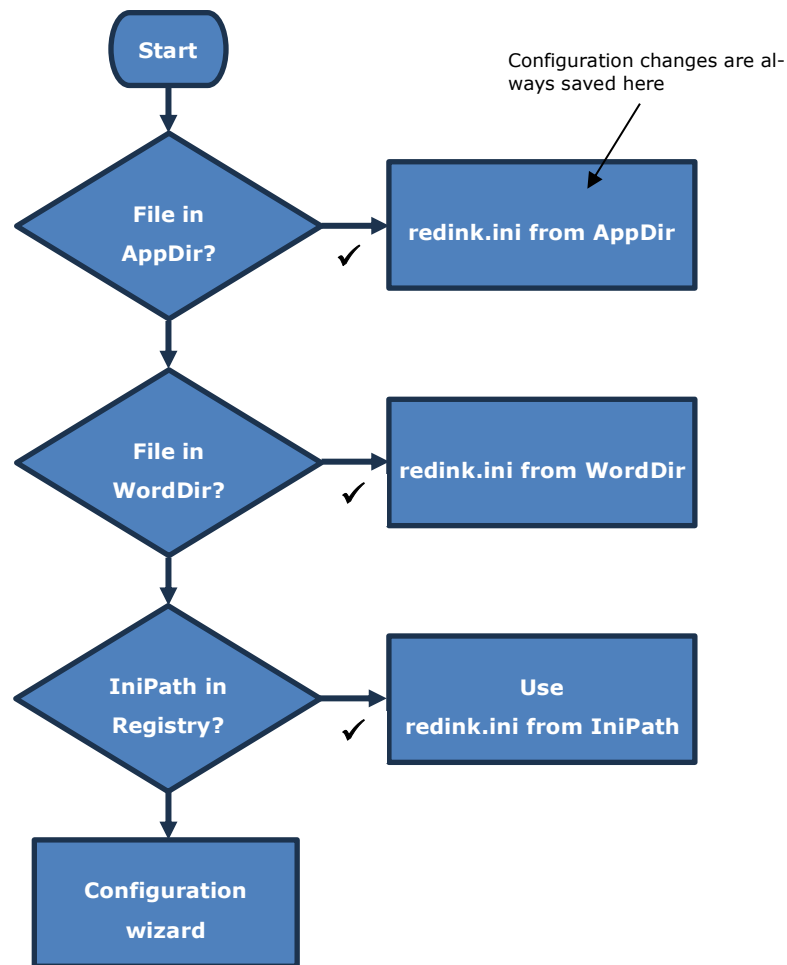 Start
Configuration changes are al-
ways saved here
File in
AppDir?
redink.ini from AppDir
✓
File in
WordDir?
redink.ini from WordDir
✓
IniPath in
Registry?
Use
redink.ini from IniPath
✓
Configuration
wizard